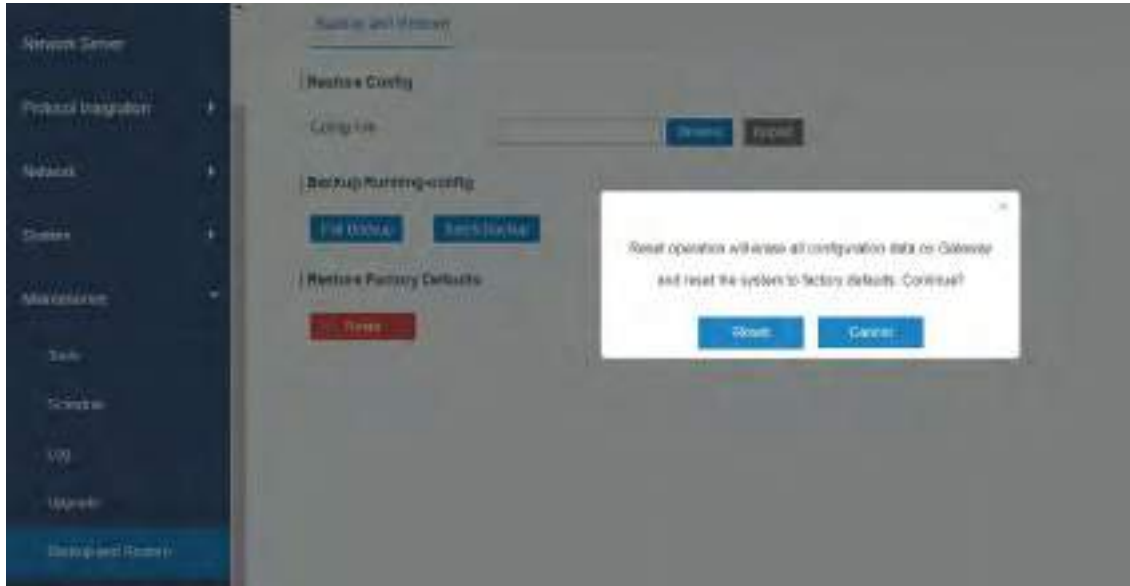 Network Server
Backup and Restore
Restore Config
Protocol Integration
Config File
Browse
Import
Network
Backup Running-config
Full Backup
Batch Backup
System
Reset operation will erase all configuration data on Gateway
and reset the system to factory defaults. Continue?
Restore Factory Defaults
Maintenance
Reset
Reset
Cancel
Tools
Schedule
Log
Upgrade
Backup and Restore